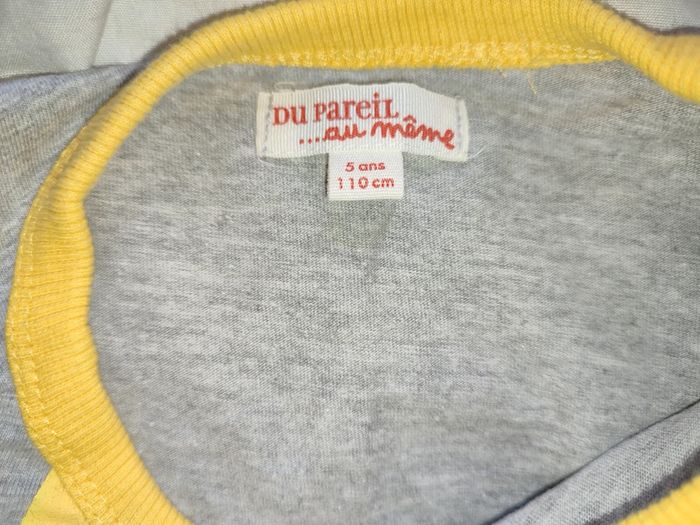 DU PAREIL
....au même
5 ans
110 cm